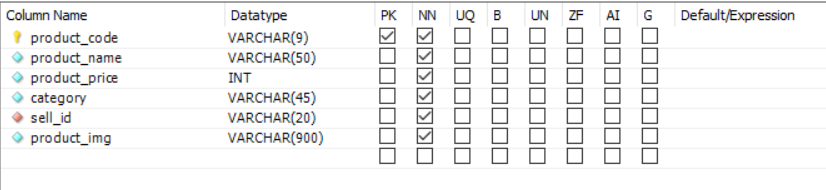 Column Name Datatype PK NN UQ B UN ZF AI G Default/Expression
product_code VARCHAR(9)
product_name VARCHAR(50)
product_price INT
category VARCHAR(45)
sell_id VARCHAR(20)
product_img VARCHAR(900)